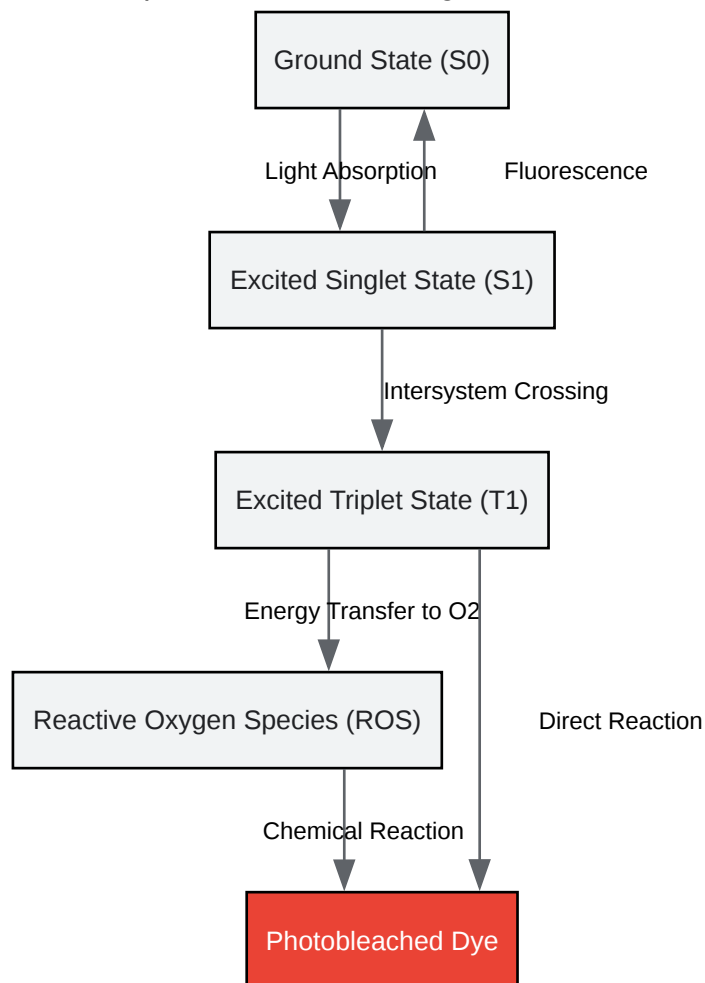 Ground State (S0)
Light Absorption
Fluorescence
Excited Singlet State (S1)
Intersystem Crossing
Excited Triplet State (T1)
Energy Transfer to O2
Reactive Oxygen Species (ROS)
Direct Reaction
Chemical Reaction
Photobleached Dye